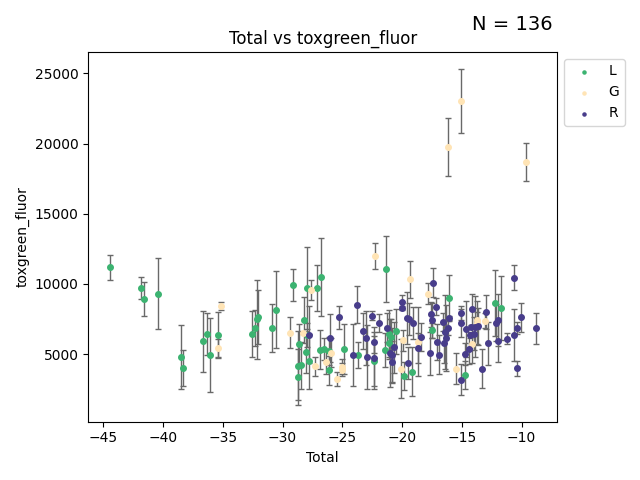 N = 136
Total vs toxgreen_fluor
25000
20000
15000
10000
5000
toxgreen_fluor
−45 −40 −35 −30 −25 −20 −15 −10
Total
L
G
R